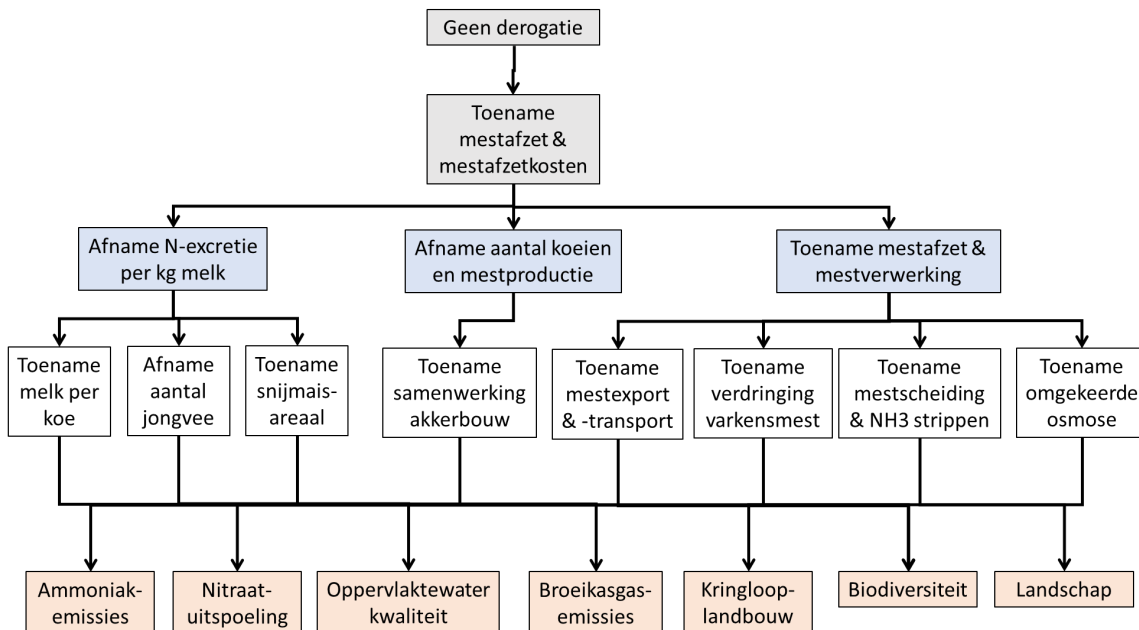 Geen derogatie
Toename
mestafzet &
mestafzetkosten
Afname N-excretie
per kg melk
Afname aantal koeien
en mestproductie
Toename mestafzet &
mestverwerking
Toename
melk per
koe
Afname
aantal
jongvee
Toename
snijmais-
areaal
Toename
samenwerking
akkerbouw
Toename
mestexport
& -transport
Toename
verdringing
varkensmest
Toename
mestscheiding
& NH3 strippen
Toename
omgekeerde
osmose
Ammoniak-
emissies
Nitraat-
uitspoeling
Oppervlaktewater
kwaliteit
Broeikasgas-
emissies
Kringloop-
landbouw
Biodiversiteit
Landschap